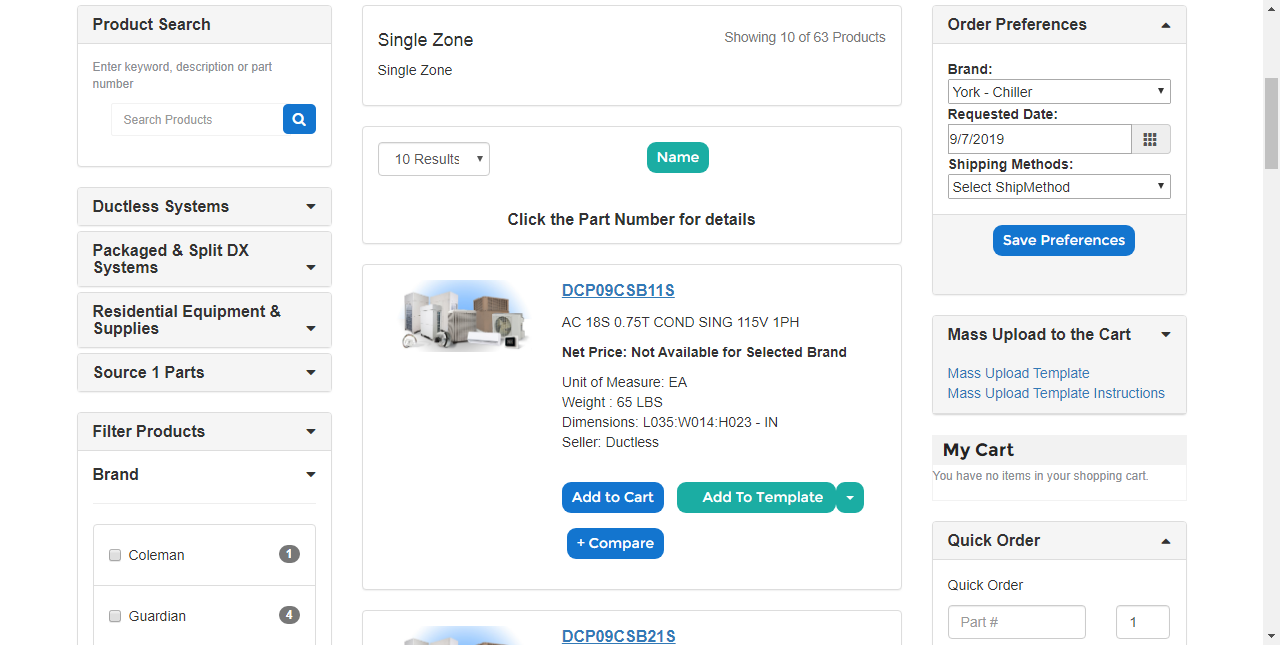 Product Search
Enter keyword, description or part
number
Search Products
Ductless Systems
Packaged & Split DX
Systems
Residential Equipment &
Supplies
Source 1 Parts
Filter Products
Brand
Coleman
1
Guardian
4
Single Zone
Showing 10 of 63 Products
Single Zone
10 Results
Name
Click the Part Number for details
DCP09CSB11S
AC 18S 0.75T COND SING 115V 1PH
Net Price: Not Available for Selected Brand
Unit of Measure: EA
Weight : 65 LBS
Dimensions: L035:W014:H023 - IN
Seller: Ductless
Add to Cart
Add To Template
+ Compare
DCP09CSB21S
Order Preferences
Brand:
York - Chiller
Requested Date:
9/7/2019
Shipping Methods:
Select ShipMethod
Save Preferences
Mass Upload to the Cart
Mass Upload Template
Mass Upload Template Instructions
My Cart
You have no items in your shopping cart.
Quick Order
Quick Order
Part #
1